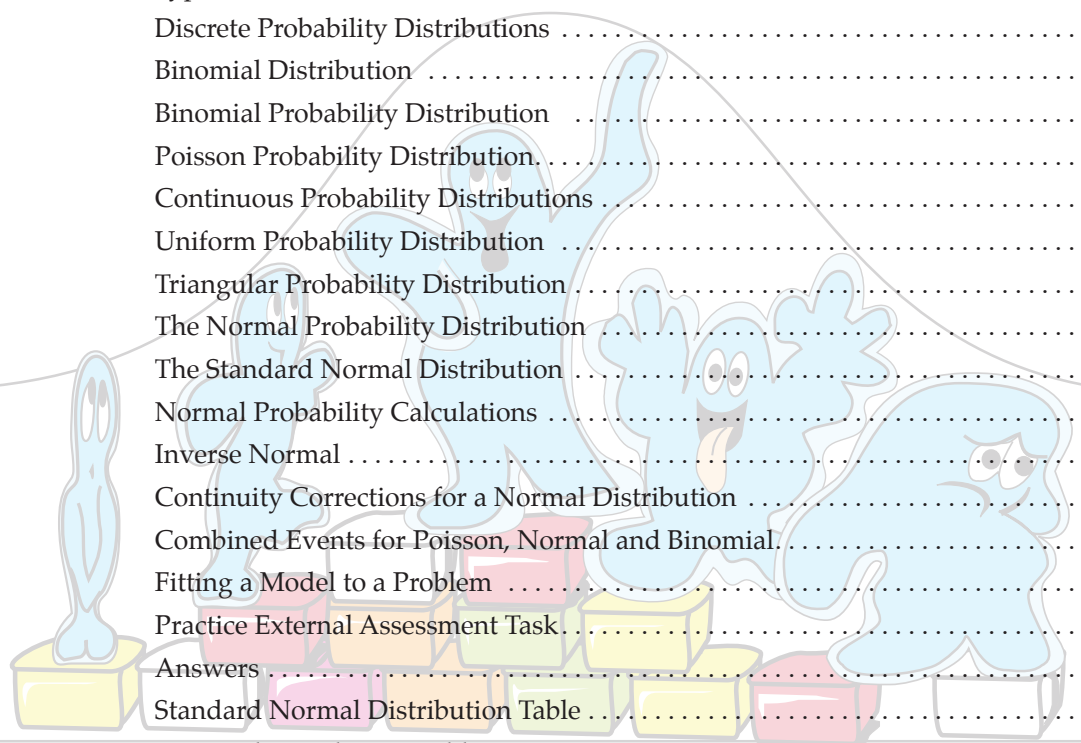 Discrete Probability Distributions . . . . . . . . . . . . . . . . . . . . . . . . . . . . . . . . . . . . . . .
Binomial Distribution . . . . . . . . . . . . . . . . . . . . . . . . . . . . . . . . . . . . . . . . . . . . . . . . .
Binomial Probability Distribution . . . . . . . . . . . . . . . . . . . . . . . . . . . . . . . . . . . . . .
Poisson Probability Distribution. . . . . . . . . . . . . . . . . . . . . . . . . . . . . . . . . . . . . . . . .
Continuous Probability Distributions . . . . . . . . . . . . . . . . . . . . . . . . . . . . . . . . . . . .
Uniform Probability Distribution . . . . . . . . . . . . . . . . . . . . . . . . . . . . . . . . . . . . . . .
Triangular Probability Distribution . . . . . . . . . . . . . . . . . . . . . . . . . . . . . . . . . . . . . .
The Normal Probability Distribution . . . . . . . . . . . . . . . . . . . . . . . . . . . . . . . . . . . .
The Standard Normal Distribution . . . . . . . . . . . . . . . . . . . . . . . . . . . . . . . . . . . . . .
Normal Probability Calculations . . . . . . . . . . . . . . . . . . . . . . . . . . . . . . . . . . . . . . . .
Inverse Normal . . . . . . . . . . . . . . . . . . . . . . . . . . . . . . . . . . . . . . . . . . . . . . . . . . . . . . .
Continuity Corrections for a Normal Distribution . . . . . . . . . . . . . . . . . . . . . . . . .
Combined Events for Poisson, Normal and Binomial. . . . . . . . . . . . . . . . . . . . . . .
Fitting a Model to a Problem . . . . . . . . . . . . . . . . . . . . . . . . . . . . . . . . . . . . . . . . . . .
Practice External Assessment Task. . . . . . . . . . . . . . . . . . . . . . . . . . . . . . . . . . . . . . .
Answers . . . . . . . . . . . . . . . . . . . . . . . . . . . . . . . . . . . . . . . . . . . . . . . . . . . . . . . . . . . . .
Standard Normal Distribution Table . . . . . . . . . . . . . . . . . . . . . . . . . . . . . . . . . . . . .